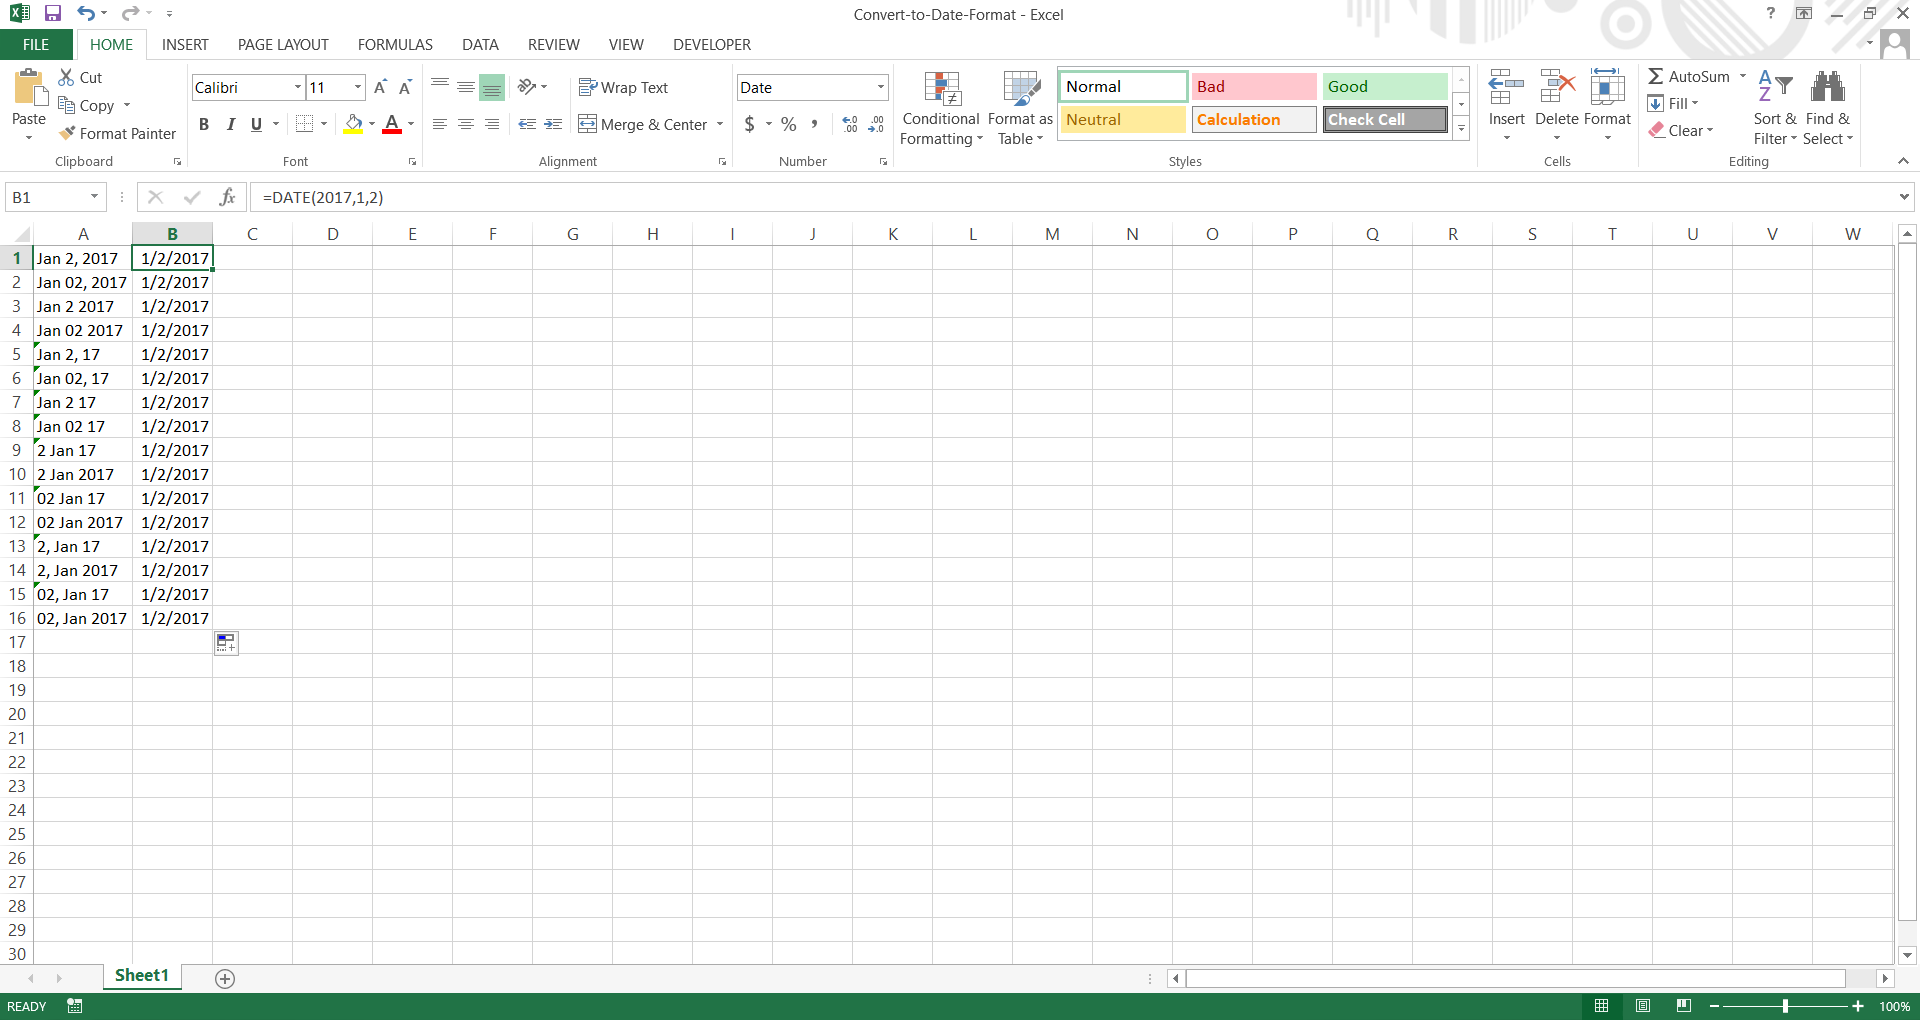 Convert-to-Date-Format - Excel
?
FILE HOME INSERT PAGE LAYOUT FORMULAS DATA REVIEW VIEW DEVELOPER
Paste
Cut
Copy
Format Painter
Clipboard
Calibri 11 A A
B I U A
Font
Wrap Text
Merge & Center
Alignment
Date
$ % , .00 .00
Number
Conditional Formatting
Format as Table
Normal Bad Good
Neutral Calculation Check Cell
Styles
Insert Delete Format
Cells
AutoSum
Fill
Clear
Sort & Filter
Find & Select
Editing
B1 fx =DATE(2017,1,2)
A B C D E F G H I J K L M N O P Q R S T U V W
1 Jan 2, 2017 1/2/2017
2 Jan 02, 2017 1/2/2017
3 Jan 2 2017 1/2/2017
4 Jan 02 2017 1/2/2017
5 Jan 2, 17 1/2/2017
6 Jan 02, 17 1/2/2017
7 Jan 2 17 1/2/2017
8 Jan 02 17 1/2/2017
9 2 Jan 17 1/2/2017
10 2 Jan 2017 1/2/2017
11 02 Jan 17 1/2/2017
12 02 Jan 2017 1/2/2017
13 2, Jan 17 1/2/2017
14 2, Jan 2017 1/2/2017
15 02, Jan 17 1/2/2017
16 02, Jan 2017 1/2/2017
17
18
19
20
21
22
23
24
25
26
27
28
29
30
Sheet1
READY 100%